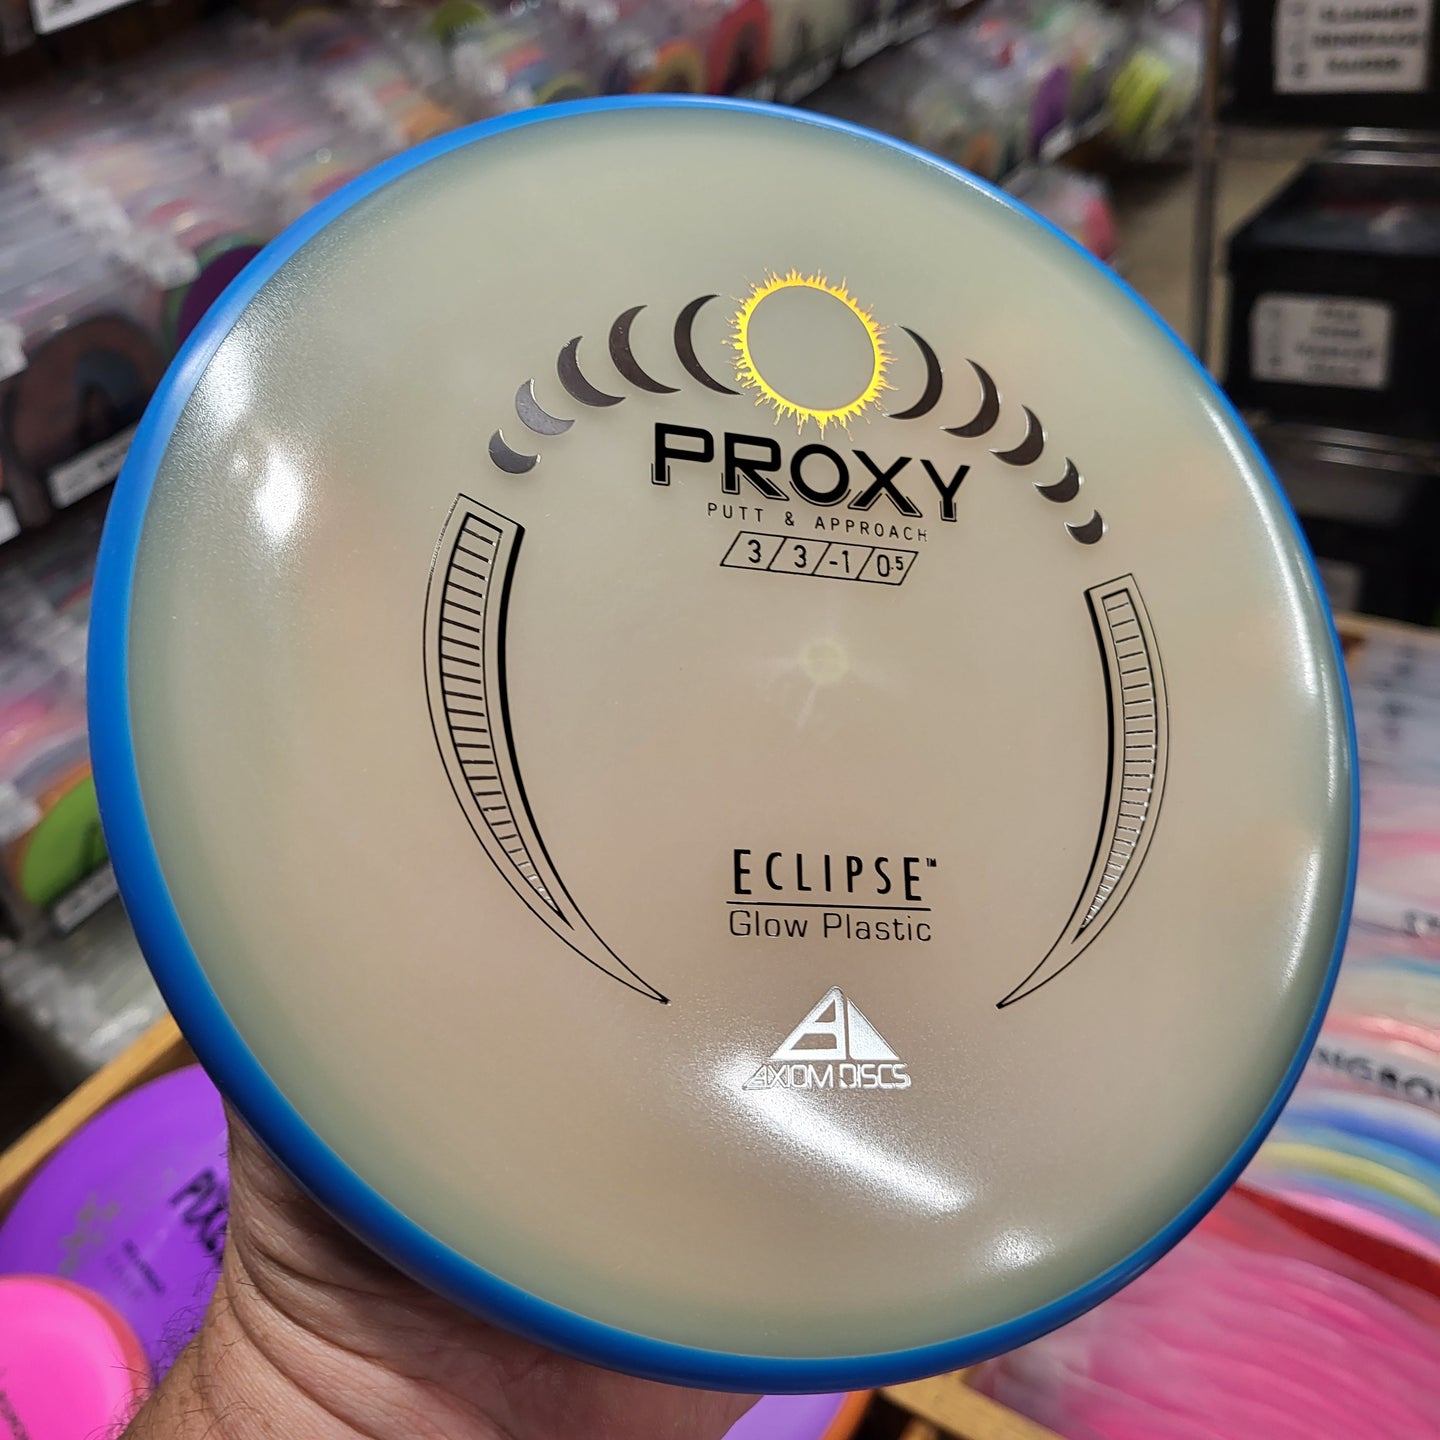 PROXY
PUTT & APPROACH
3 3 -1 0.5
ECLIPSE™
Glow Plastic
AXIOM DISCS